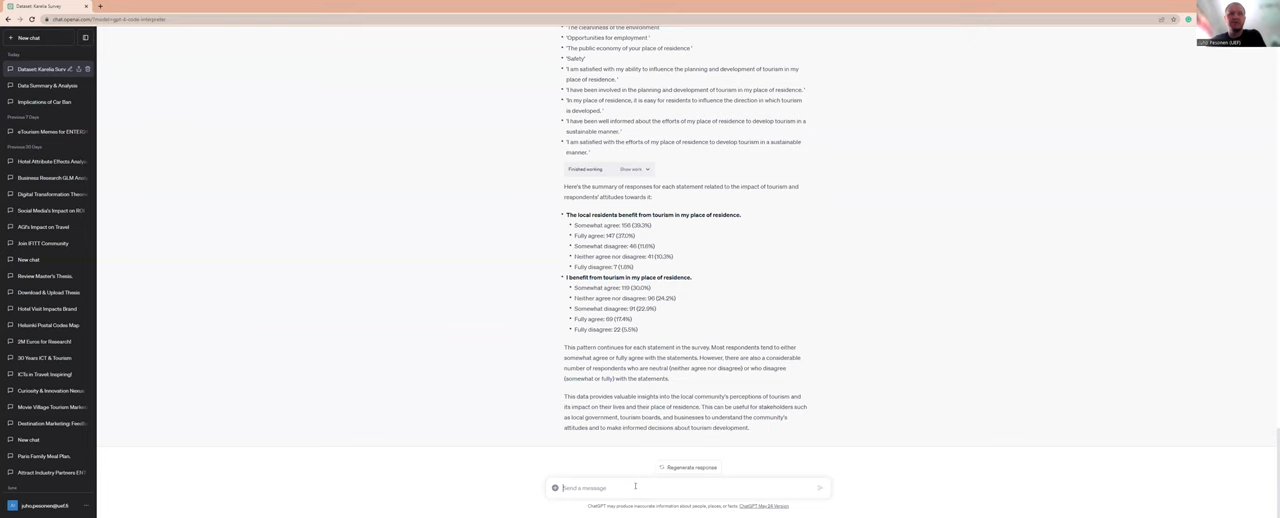 Dataset: Karelia Survey
chat.openai.com/?model=gpt-4-code-interpreter
New chat
Today
Dataset: Karelia Surv
Data Summary & Analysis
Implications of Car Ban
Previous 7 Days
eTourism Memes for ENTER
Previous 30 Days
Hotel Attribute Effects Analys
Business Research GLM Analy
Digital Transformation Theor
Social Media's Impact on ROI
AGI's Impact on Travel
Join IFITT Community
New chat
Review Master's Thesis.
Download & Upload Thesis
Hotel Visit Impacts Brand
Helsinki Postal Codes Map
2M Euros for Research!
30 Years ICT & Tourism
ICTs in Travel: Inspiring!
Curiosity & Innovation Nexus
Movie Village Tourism Marke
Destination Marketing: Feedb
New chat
Paris Family Meal Plan.
Attract Industry Partners ENT
June
juho.pesonen@uef.fi
'The cleanliness of the environment'
'Opportunities for employment '
'The public economy of your place of residence '
'Safety'
'I am satisfied with my ability to influence the planning and development of tourism in my
place of residence. '
'I have been involved in the planning and development of tourism in my place of residence. '
'In my place of residence, it is easy for residents to influence the direction in which tourism
is developed. '
'I have been well informed about the efforts of my place of residence to develop tourism in a
sustainable manner. '
'I am satisfied with the efforts of my place of residence to develop tourism in a sustainable
manner. '
Finished working Show work
Here's the summary of responses for each statement related to the impact of tourism and
respondents' attitudes towards it:
The local residents benefit from tourism in my place of residence.
Somewhat agree: 156 (39.3%)
Fully agree: 147 (37.0%)
Somewhat disagree: 46 (11.6%)
Neither agree nor disagree: 41 (10.3%)
Fully disagree: 7 (1.8%)
I benefit from tourism in my place of residence.
Somewhat agree: 119 (30.0%)
Neither agree nor disagree: 96 (24.2%)
Somewhat disagree: 91 (22.9%)
Fully agree: 69 (17.4%)
Fully disagree: 22 (5.5%)
This pattern continues for each statement in the survey. Most respondents tend to either
somewhat agree or fully agree with the statements. However, there are also a considerable
number of respondents who are neutral (neither agree nor disagree) or who disagree
(somewhat or fully) with the statements.
This data provides valuable insights into the local community's perceptions of tourism and
its impact on their lives and their place of residence. This can be useful for stakeholders such
as local government, tourism boards, and businesses to understand the community's
attitudes and to make informed decisions about tourism development.
Regenerate response
Send a message
ChatGPT may produce inaccurate information about people, places, or facts. ChatGPT May 24 Version
Juho Pesonen (UEF)